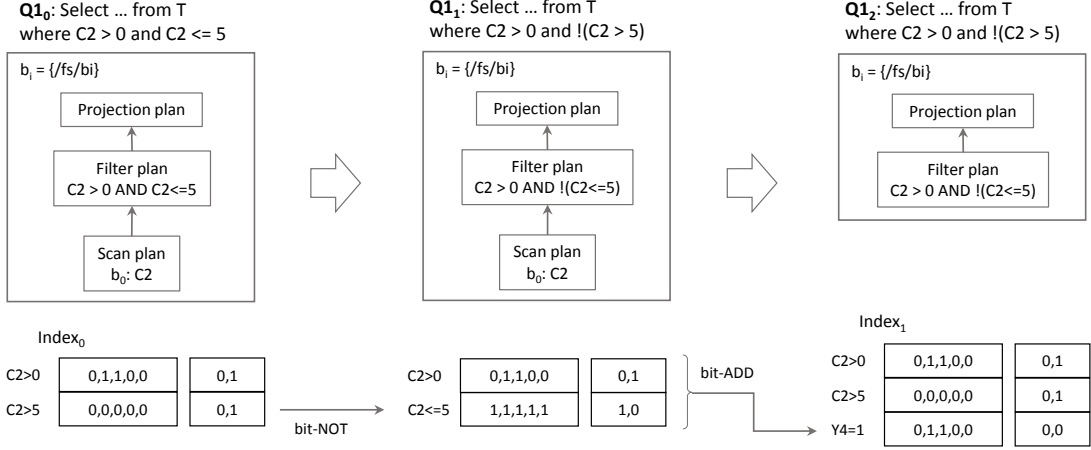 Q1₀: Select ... from T
where C2 > 0 and C2 <= 5
b_i = {/fs/bi}
Projection plan
Filter plan
C2 > 0 AND C2<=5
Scan plan
b₀: C2
Q1₁: Select ... from T
where C2 > 0 and !(C2 > 5)
b_i = {/fs/bi}
Projection plan
Filter plan
C2 > 0 AND !(C2<=5)
Scan plan
b₀: C2
Q1₂: Select ... from T
where C2 > 0 and !(C2 > 5)
b_i = {/fs/bi}
Projection plan
Filter plan
C2 > 0 AND !(C2<=5)
Index₀
C2>0 0,1,1,0,0 0,1
C2>5 0,0,0,0,0 0,1
bit-NOT
C2>0 0,1,1,0,0 0,1
C2<=5 1,1,1,1,1 1,0
bit-ADD
Index₁
C2>0 0,1,1,0,0 0,1
C2>5 0,0,0,0,0 0,1
Y4=1 0,1,1,0,0 0,0